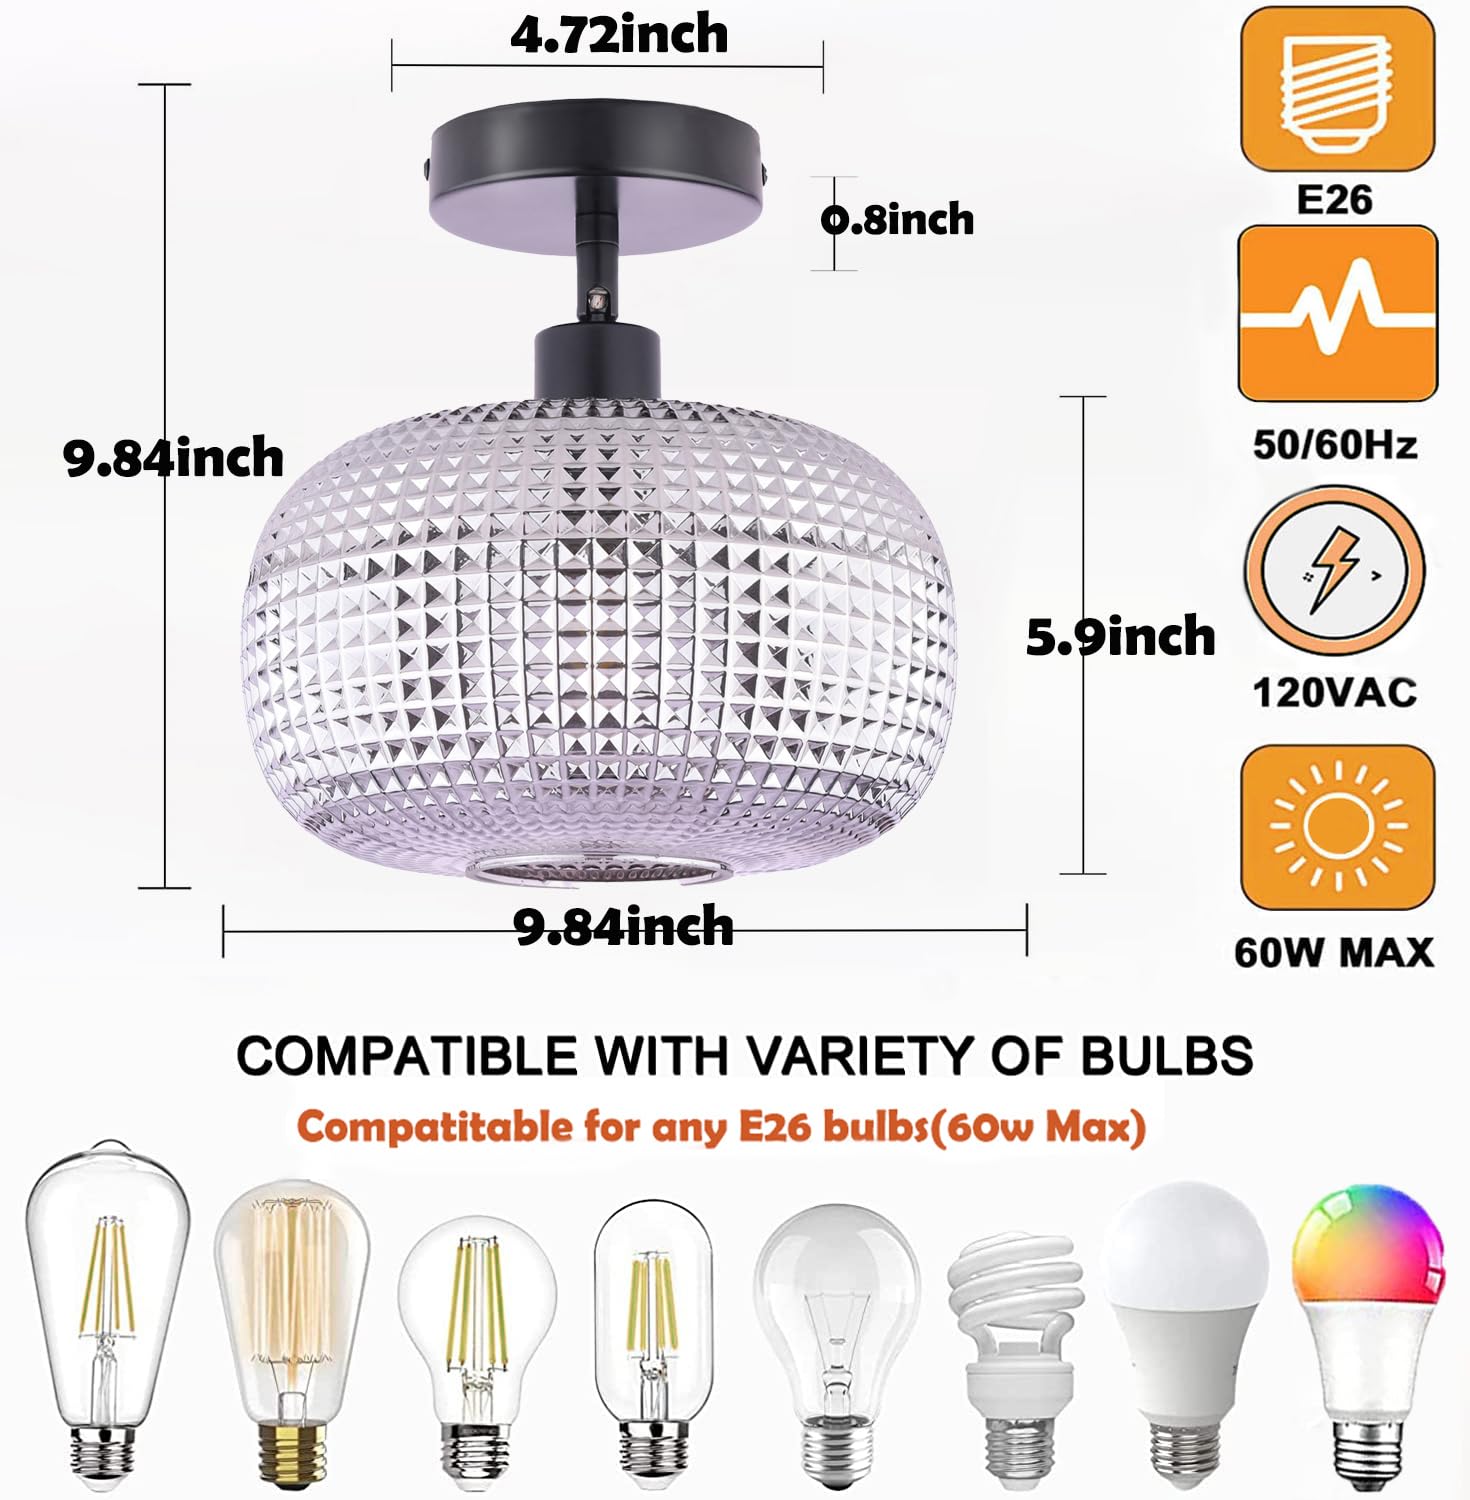 4.72inch
0.8inch
9.84inch
5.9inch
9.84inch
E26
50/60Hz
120VAC
60W MAX
COMPATIBLE WITH VARIETY OF BULBS
Compatitable for any E26 bulbs(60w Max)